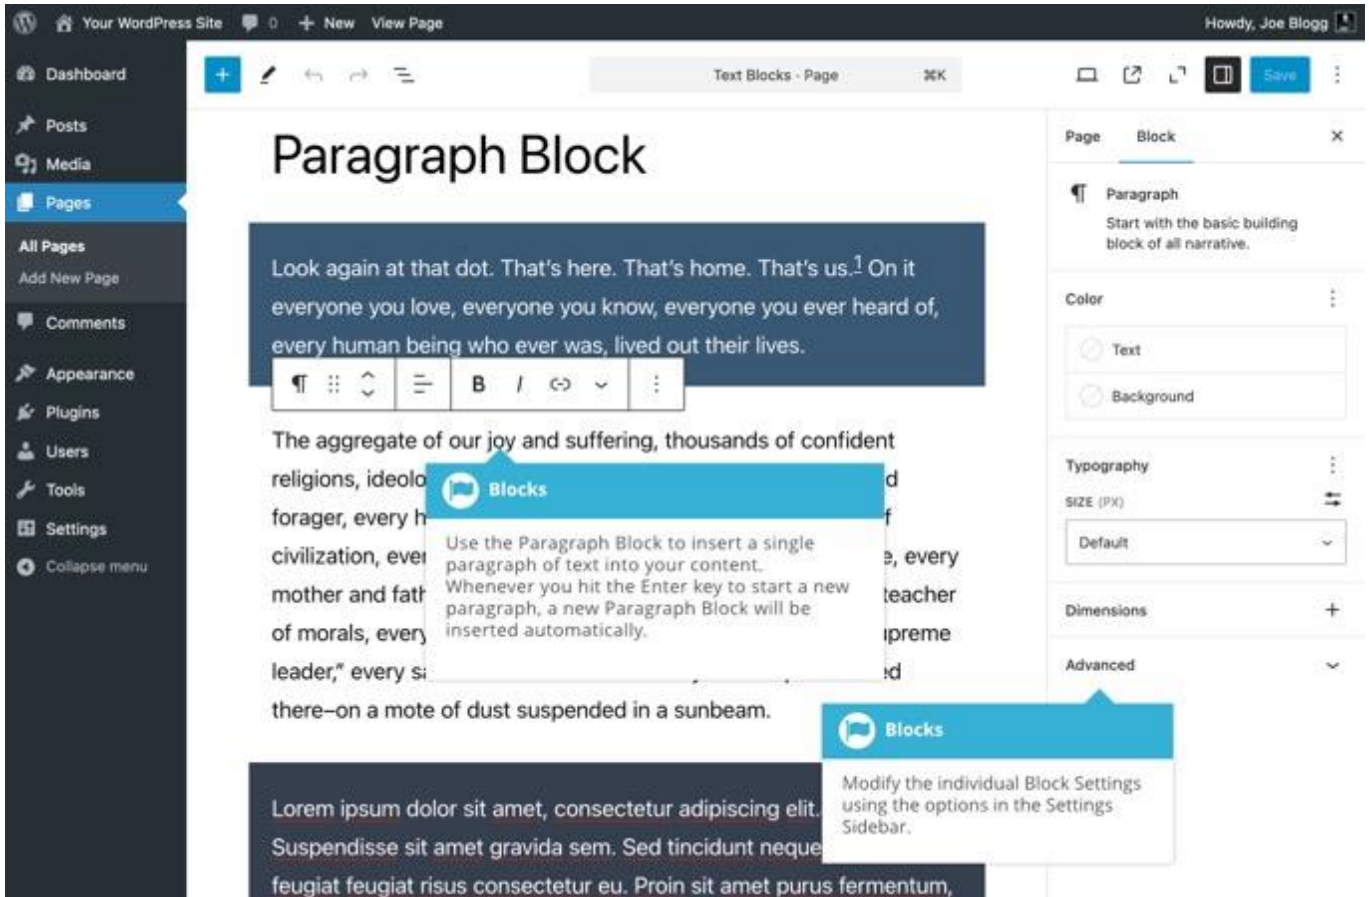 Your WordPress Site 0 + New View Page Howdy, Joe Blogg
Dashboard
Posts
Media
Pages
All Pages
Add New Page
Comments
Appearance
Plugins
Users
Tools
Settings
Collapse menu
Text Blocks · Page ⌘K
Save
Paragraph Block
Look again at that dot. That's here. That's home. That's us.1 On it
everyone you love, everyone you know, everyone you ever heard of,
every human being who ever was, lived out their lives.
B I
The aggregate of our joy and suffering, thousands of confident
religions, ideolo
forager, every h
civilization, ever e, every
mother and fath teacher
of morals, every upreme
leader,” every sa ed
there–on a mote of dust suspended in a sunbeam.
Blocks
Use the Paragraph Block to insert a single
paragraph of text into your content.
Whenever you hit the Enter key to start a new
paragraph, a new Paragraph Block will be
inserted automatically.
Lorem ipsum dolor sit amet, consectetur adipiscing elit.
Suspendisse sit amet gravida sem. Sed tincidunt neque
feugiat feugiat risus consectetur eu. Proin sit amet purus fermentum,
Page Block
Paragraph
Start with the basic building
block of all narrative.
Color
Text
Background
Typography
SIZE (PX)
Default
Dimensions
Advanced
Blocks
Modify the individual Block Settings
using the options in the Settings
Sidebar.